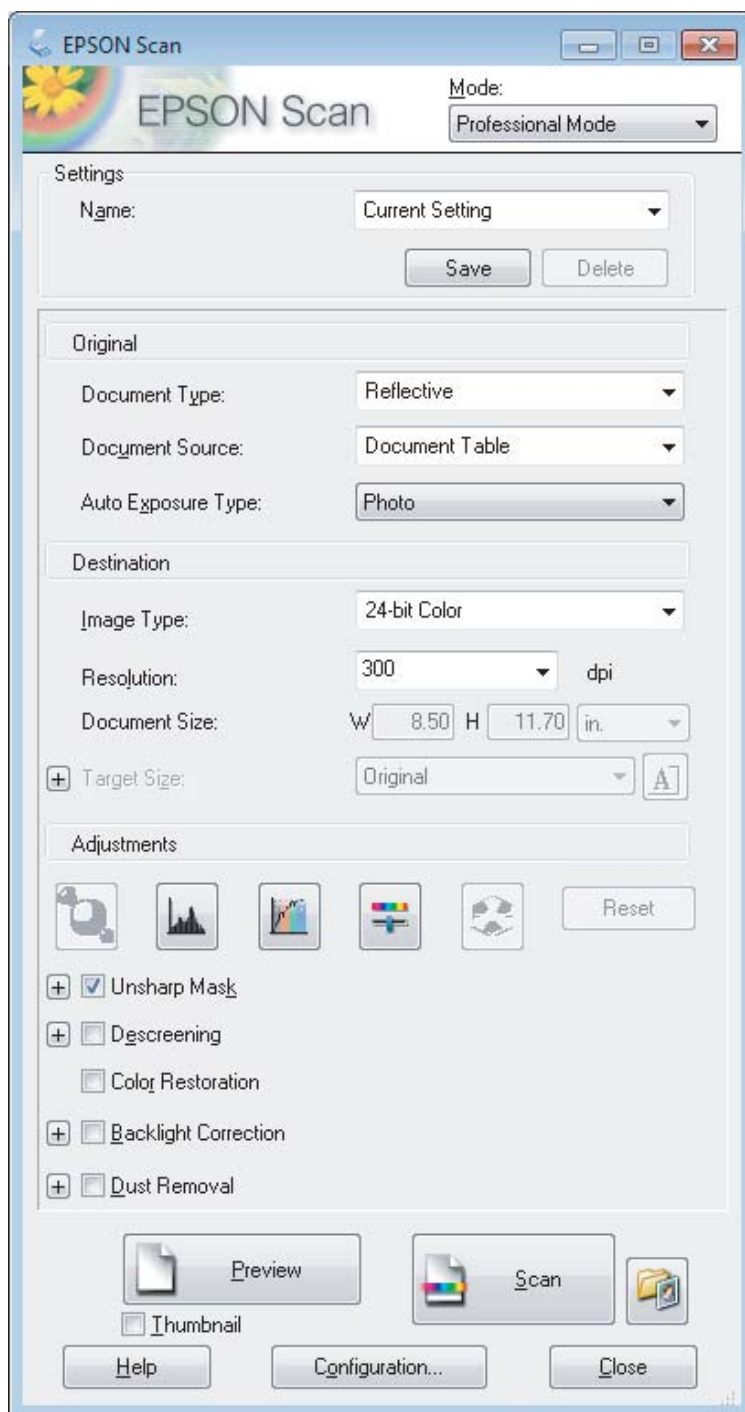 EPSON Scan
EPSON Scan
Mode:
Professional Mode
Settings
Name: Current Setting
Save Delete
Original
Document Type: Reflective
Document Source: Document Table
Auto Exposure Type: Photo
Destination
Image Type: 24-bit Color
Resolution: 300 dpi
Document Size: W 8.50 H 11.70 in.
Target Size: Original A
Adjustments
Reset
Unsharp Mask
Descreening
Color Restoration
Backlight Correction
Dust Removal
Preview Scan
Thumbnail
Help Configuration... Close